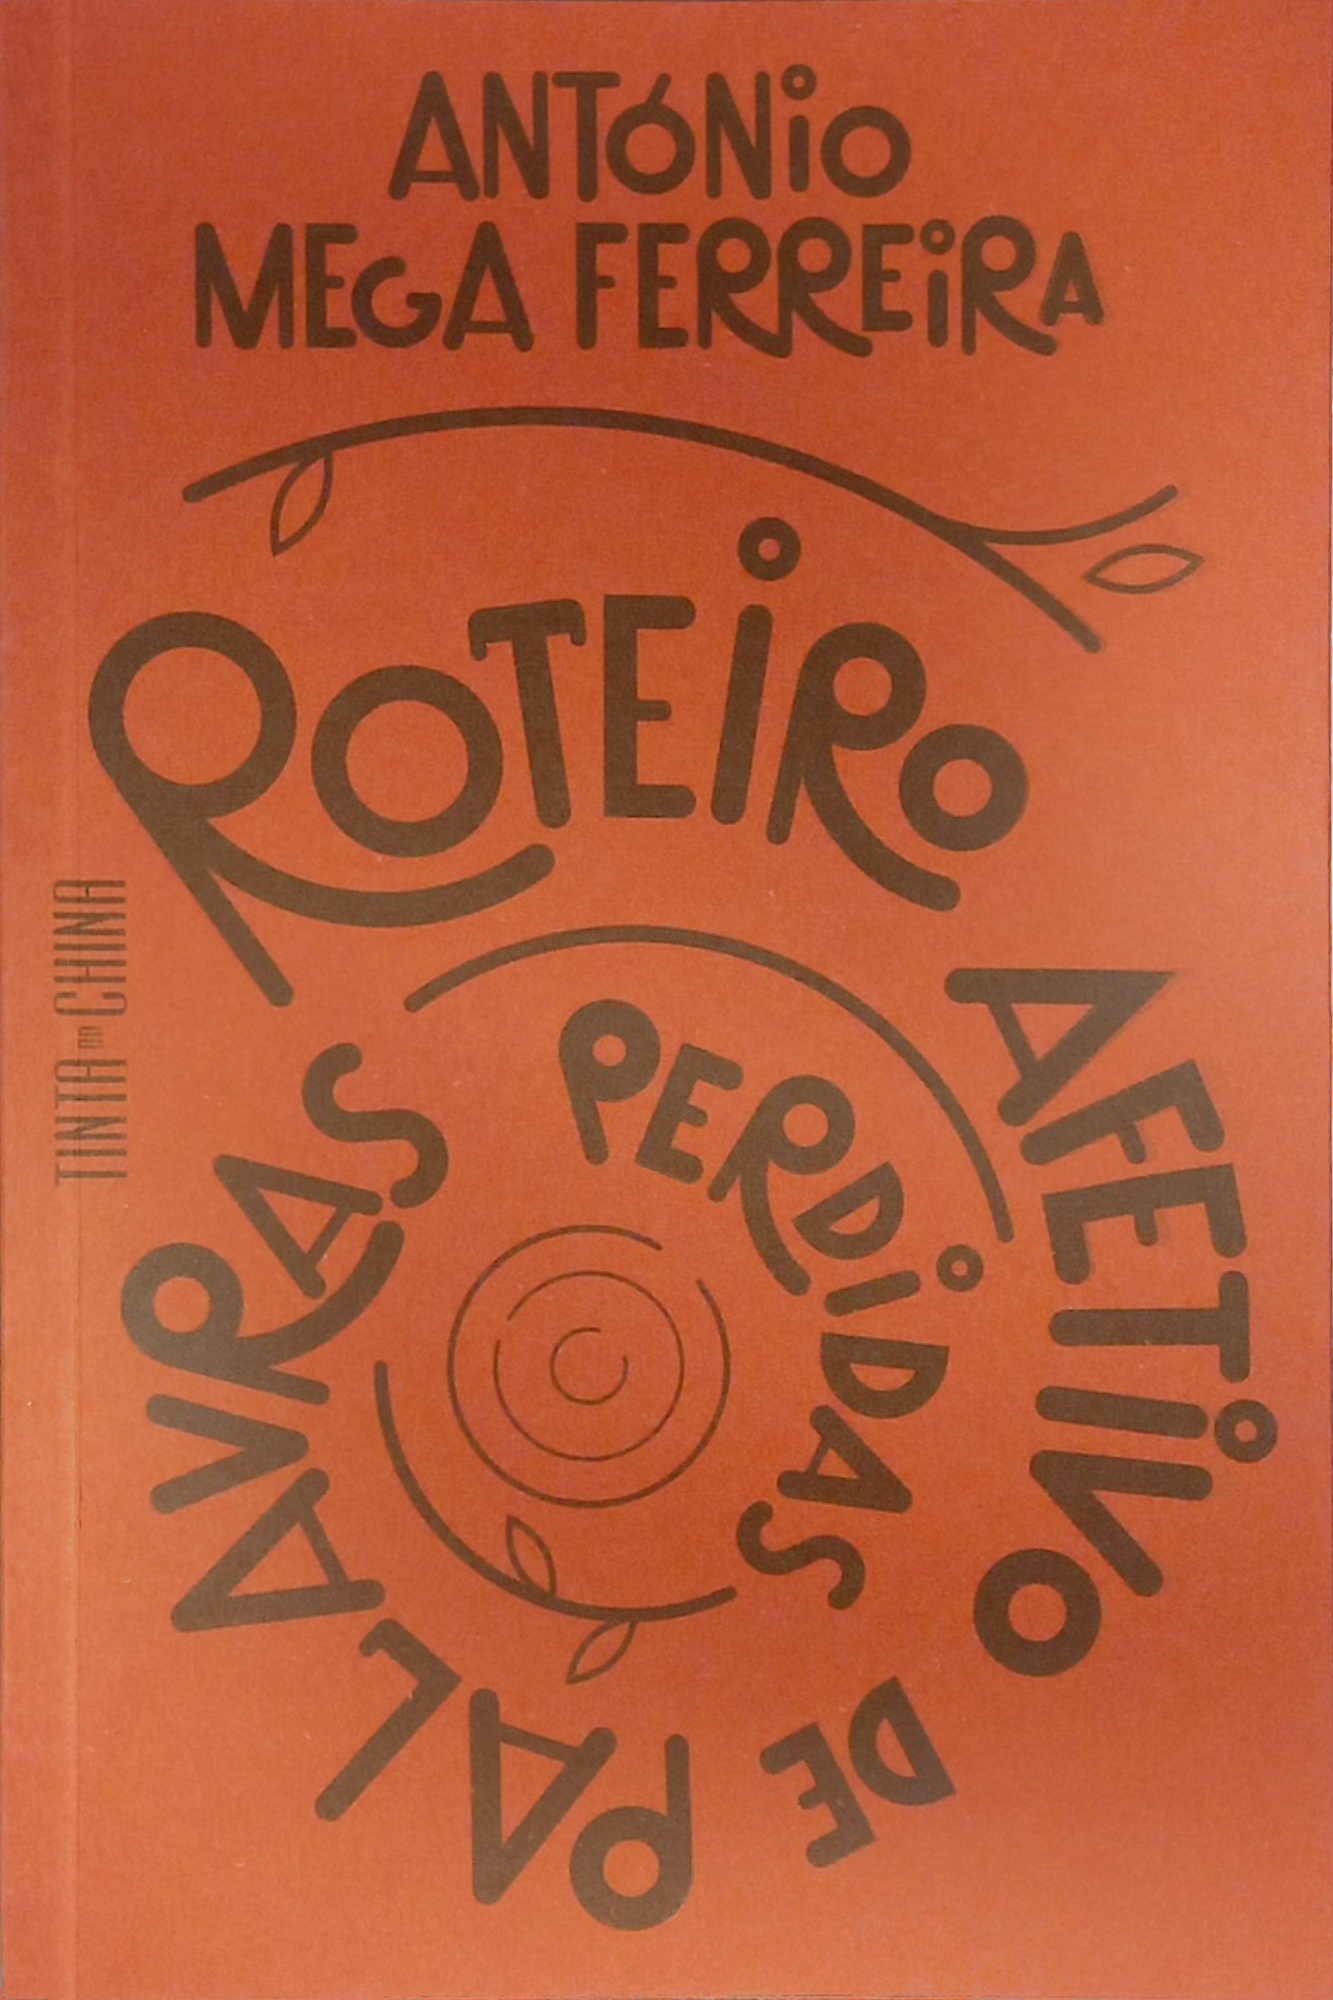 ANTÓNIO
MEGA FERREIRA
ROTEIRO AFETIVO DE PALAVRAS PERDIDAS
TINTA DA CHINA